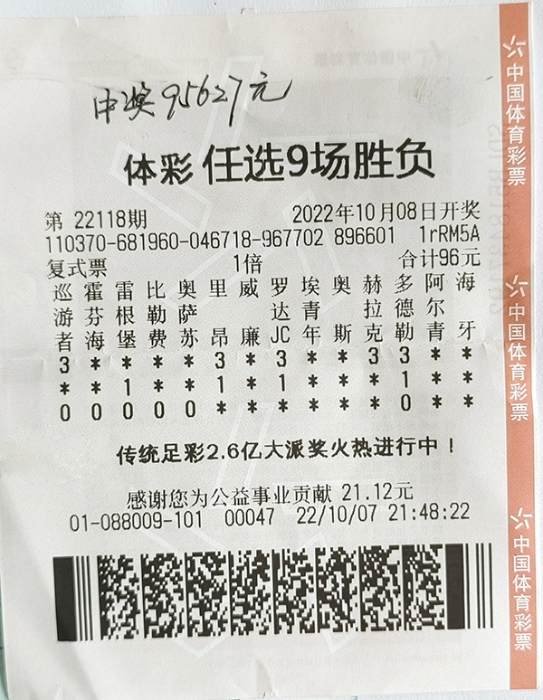 中奖95627元
体彩 任选9场胜负
第 22118期 2022年10月08日开奖
110370-681960-046718-967702 896601 1rRM5A
复式票 1倍 合计96元
巡 霍 雷 比 奥 里 威 罗 埃 奥 赫 多 阿 海
游 芬 根 勒 萨 达 青 拉 德 尔
者 海 堡 费 苏 昂 廉 JC 年 斯 克 勒 青 牙
3 * * * * 3 * 3 * * 3 3 * *
* * 1 * * 1 * 1 * * * 1 * *
0 0 0 0 0 * * * * * * 0 * *
传统足彩2.6亿大派奖火热进行中！
感谢您为公益事业贡献 21.12元
01-088009-101 00047 22/10/07 21:48:22
中国体育彩票
中国体育彩票
中国体育彩票